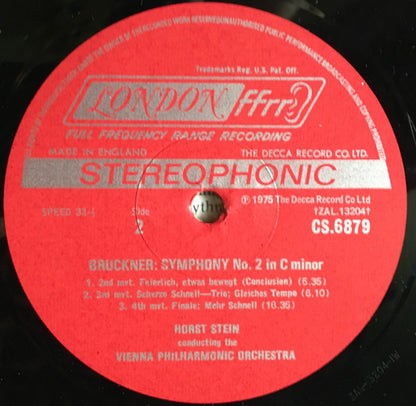 Trademarks Reg. U.S. Pat. Off.
LONDON ffrr
FULL FREQUENCY RANGE RECORDING
MADE IN ENGLAND THE DECCA RECORD CO. LTD.
STEREOPHONIC
SPEED 33⅓ Side ℗ 1975 The Decca Record Co Ltd
2 †ZAL.13204†
CS.6879
BRUCKNER: SYMPHONY No. 2 in C minor
1. 2nd mvt. Feierlich, etwas bewegt (Conclusion) (5.35)
2. 3rd mvt. Scherzo Schnell—Trio: Gleiches Tempo (6.10)
3. 4th mvt. Finale: Mehr Schnell (16.35)
HORST STEIN
conducting the
VIENNA PHILHARMONIC ORCHESTRA